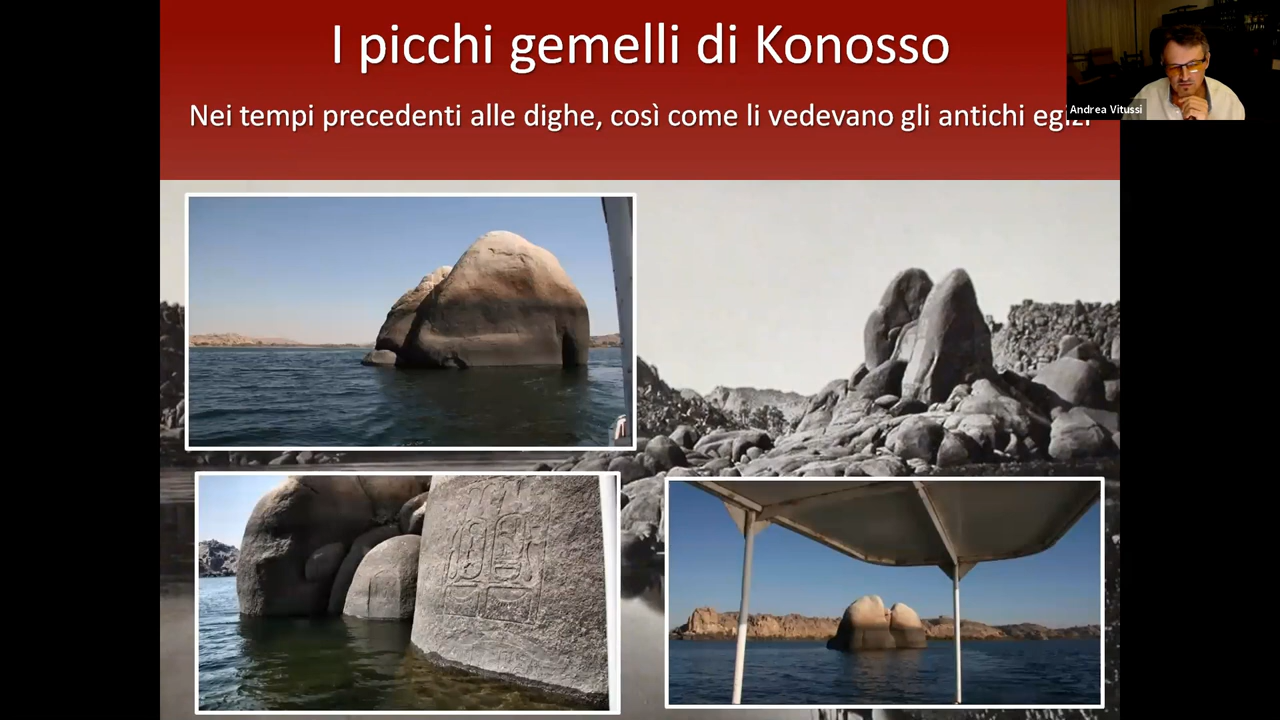 I picchi gemelli di Konosso
Nei tempi precedenti alle dighe, così come li vedevano gli antichi egizi
Andrea Vitussi